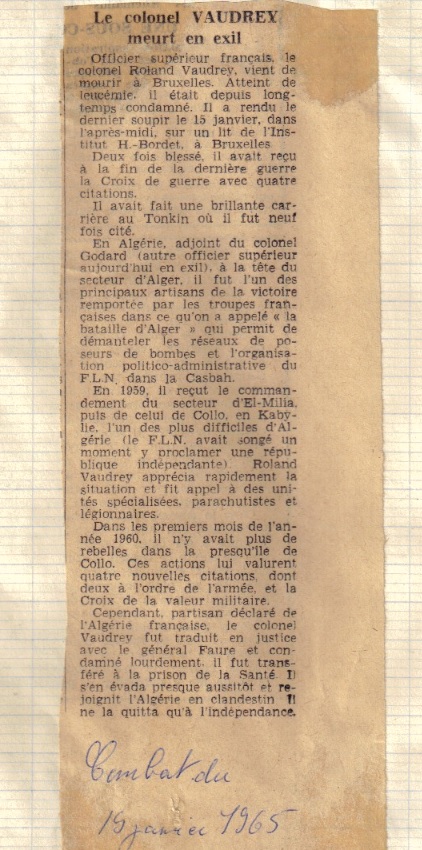 Le colonel VAUDREY
meurt en exil
Officier supérieur français, le
colonel Roland Vaudrey, vient de
mourir à Bruxelles. Atteint de
leucémie, il était depuis long-
temps condamné. Il a rendu le
dernier soupir le 15 janvier, dans
l'après-midi, sur un lit de l'Ins-
titut H.-Bordet, à Bruxelles
Deux fois blessé, il avait reçu
à la fin de la dernière guerre
la Croix de guerre avec quatre
citations.
Il avait fait une brillante car-
rière au Tonkin où il fut neuf
fois cité.
En Algérie, adjoint du colonel
Godard (autre officier supérieur
aujourd'hui en exil), à la tête du
secteur d'Alger, il fut l'un des
principaux artisans de la victoire
remportée par les troupes fran-
çaises dans ce qu'on a appelé « la
bataille d'Alger » qui permit de
démanteler les réseaux de po-
seurs de bombes et l'organisa-
tion politico-administrative du
F.L.N. dans la Casbah.
En 1959, il reçut le comman-
dement du secteur d'El-Milia,
puis de celui de Collo, en Kaby-
lie, l'un des plus difficiles d'Al-
gérie (le F.L.N. avait songé un
moment y proclamer une répu-
blique indépendante). Roland
Vaudrey apprécia rapidement la
situation et fit appel à des uni-
tés spécialisées, parachutistes et
légionnaires.
Dans les premiers mois de l'an-
née 1960, il n'y avait plus de
rebelles dans la presqu'île de
Collo. Ces actions lui valurent
quatre nouvelles citations, dont
deux à l'ordre de l'armée, et la
Croix de la valeur militaire.
Cependant, partisan déclaré de
l'Algérie française, le colonel
Vaudrey fut traduit en justice
avec le général Faure et con-
damné lourdement. il fut trans-
féré à la prison de la Santé. Il
s'en évada presque aussitôt et re-
joignit l'Algérie en clandestin Il
ne la quitta qu'à l'indépendance.
Combat du
19 janvier 1965